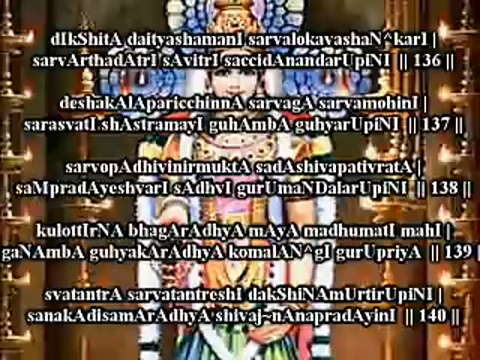 dIkShitA daityashamanI sarvalokavashaN^karI |
sarvArthadAtrI sAvitrI saccidAnandarUpiNI || 136 ||
deshakAlAparicchinnA sarvagA sarvamohinI |
sarasvatI shAstramayI guhAmbA guhyarUpiNI || 137 ||
sarvopAdhivinirmuktA sadAshivapativratA |
saMpradAyeshvarI sAdhvI gurUmaNDalarUpiNI || 138 ||
kulottIrNA bhagArAdhyA mAyA madhumatI mahI |
gaNAmbA guhyakArAdhyA komalAN^gI gurUpriyA || 139 |
svatantrA sarvatantreshI dakShiNAmUrtirUpiNI |
sanakAdisamArAdhyA shivaj~nAnapradAyinI || 140 ||